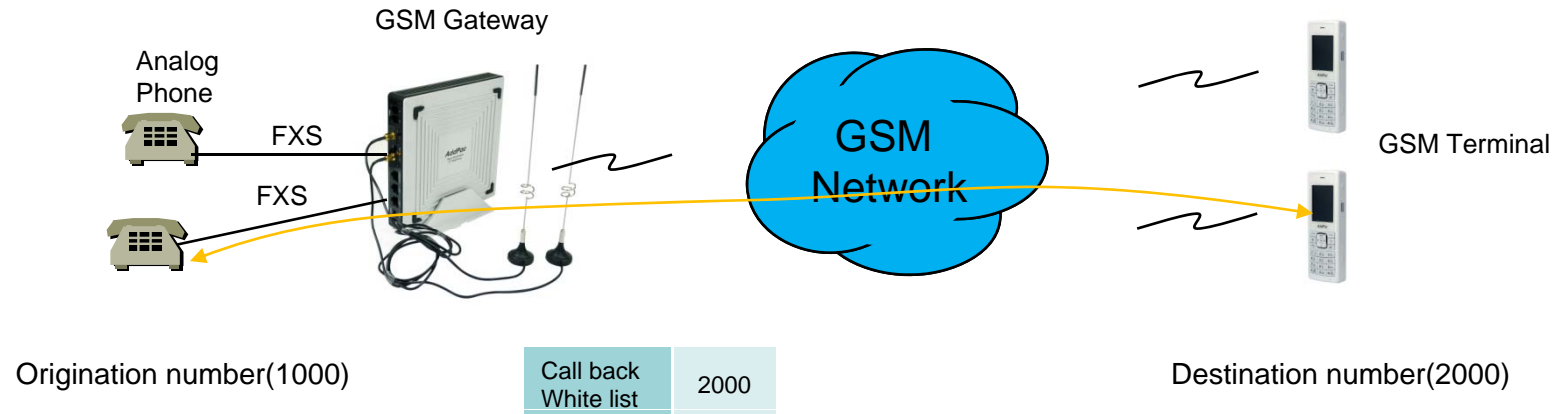 GSM Gateway
Analog
Phone
FXS
FXS
AddPac
GSM
Network
GSM Terminal
Origination number(1000)
Call back
White list
2000
Destination number(2000)